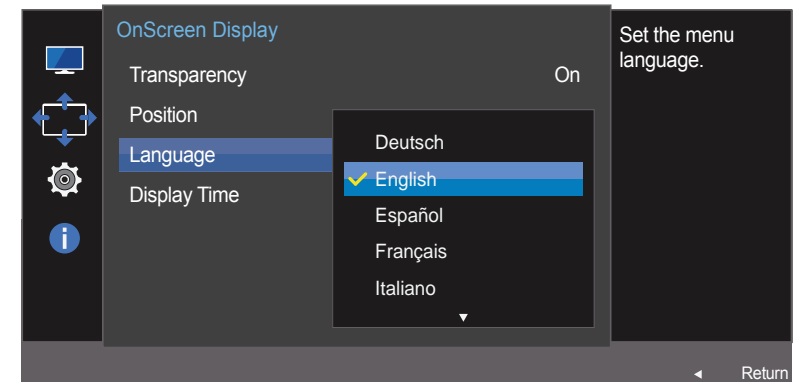 OnScreen Display
Transparency On
Position
Language
Display Time
Deutsch
English
Español
Français
Italiano
Set the menu
language.
Return